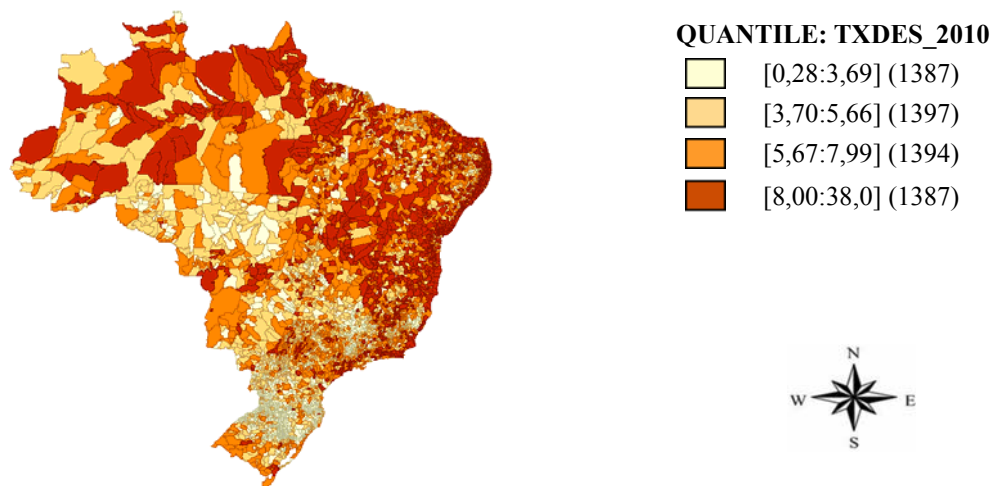 QUANTILE: TXDES_2010
[0,28:3,69] (1387)
[3,70:5,66] (1397)
[5,67:7,99] (1394)
[8,00:38,0] (1387)
N
W E
S